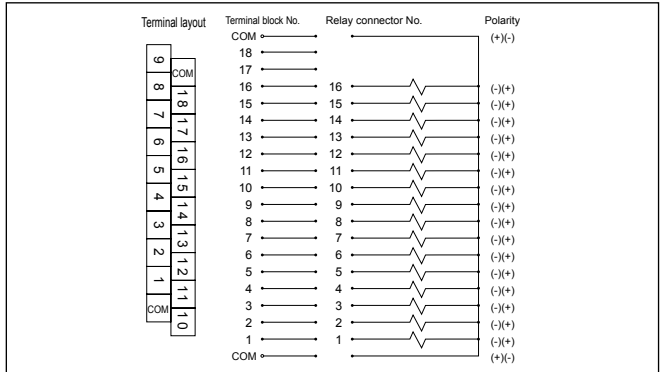 Terminal layout Terminal block No. Relay connector No. Polarity
COM (+)(-)
18
17
16 16 (-)(+)
15 15 (-)(+)
14 14 (-)(+)
13 13 (-)(+)
12 12 (-)(+)
11 11 (-)(+)
10 10 (-)(+)
9 9 (-)(+)
8 8 (-)(+)
7 7 (-)(+)
6 6 (-)(+)
5 5 (-)(+)
4 4 (-)(+)
3 3 (-)(+)
2 2 (-)(+)
1 1 (-)(+)
COM (+)(-)
9
8
7
6
5
4
3
2
1
COM
COM
18
17
16
15
14
13
12
11
10